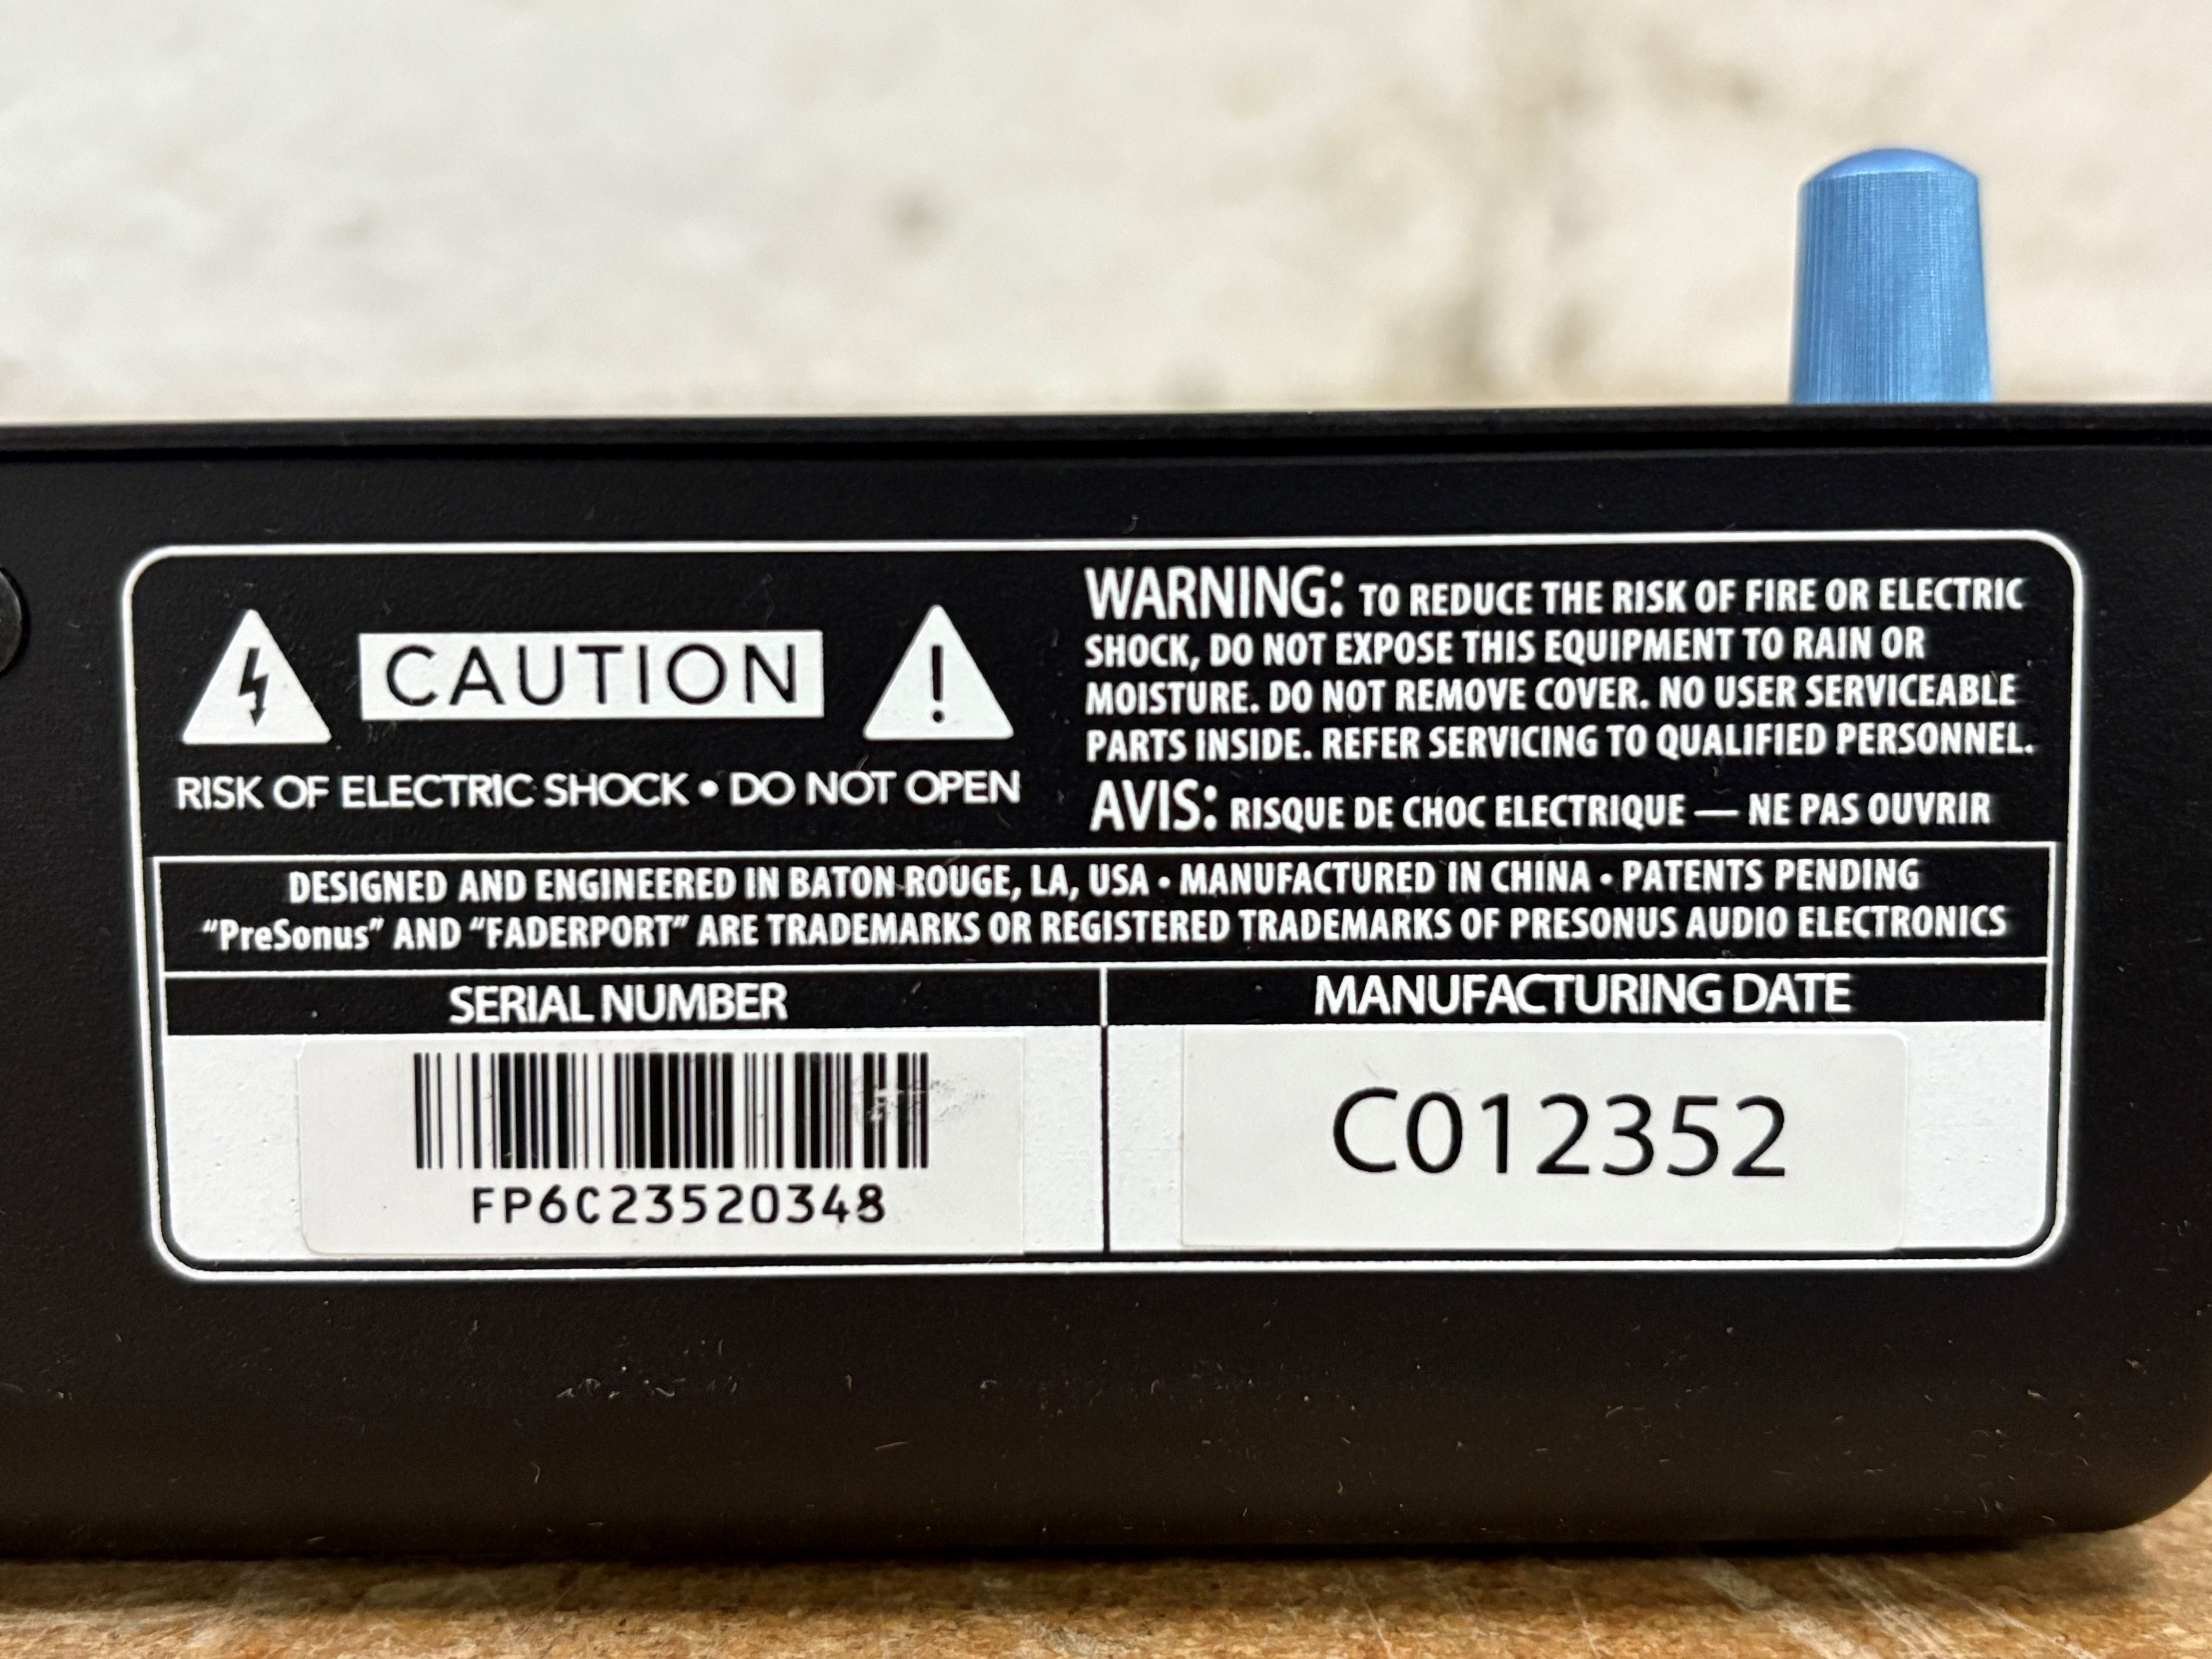 CAUTION
RISK OF ELECTRIC SHOCK • DO NOT OPEN
WARNING: TO REDUCE THE RISK OF FIRE OR ELECTRIC
SHOCK, DO NOT EXPOSE THIS EQUIPMENT TO RAIN OR
MOISTURE. DO NOT REMOVE COVER. NO USER SERVICEABLE
PARTS INSIDE. REFER SERVICING TO QUALIFIED PERSONNEL.
AVIS: RISQUE DE CHOC ELECTRIQUE — NE PAS OUVRIR
DESIGNED AND ENGINEERED IN BATON ROUGE, LA, USA • MANUFACTURED IN CHINA • PATENTS PENDING
“PreSonus” AND “FADERPORT” ARE TRADEMARKS OR REGISTERED TRADEMARKS OF PRESONUS AUDIO ELECTRONICS
SERIAL NUMBER
FP6C23520348
MANUFACTURING DATE
C012352